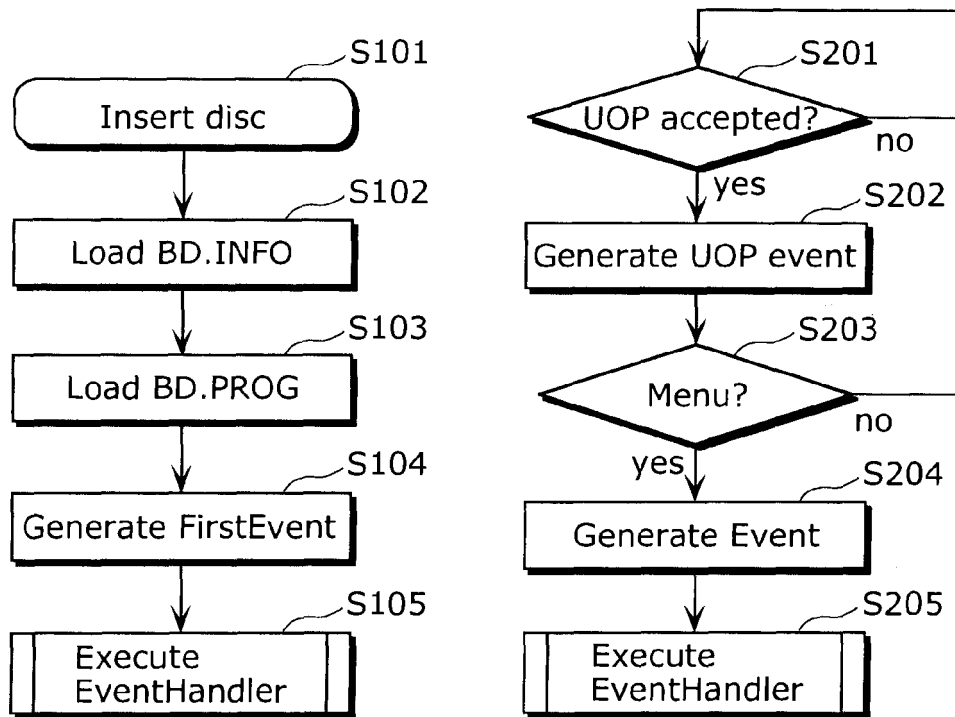 S101
Insert disc
S102
Load BD.INFO
S103
Load BD.PROG
S104
Generate FirstEvent
S105
Execute
EventHandler
S201
UOP accepted?
no
yes
S202
Generate UOP event
S203
Menu?
no
yes
S204
Generate Event
S205
Execute
EventHandler